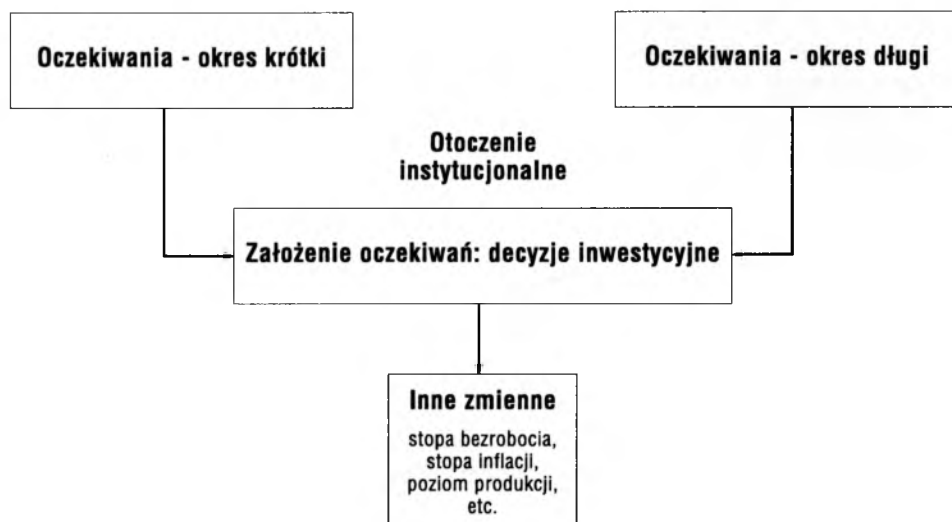 Oczekiwania - okres krótki
Oczekiwania - okres długi
Otoczenie
instytucjonalne
Założenie oczekiwań: decyzje inwestycyjne
Inne zmienne
stopa bezrobocia,
stopa inflacji,
poziom produkcji,
etc.